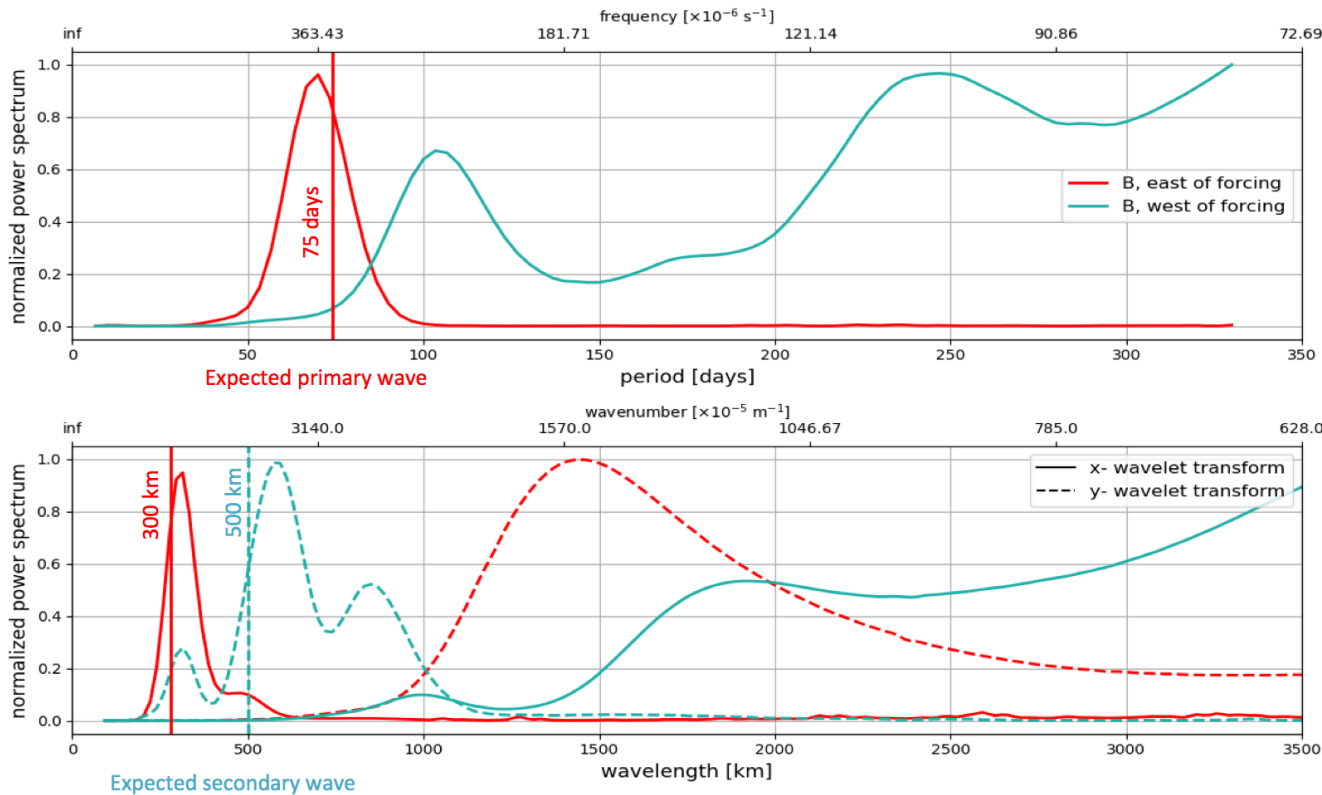 frequency [×10⁻⁶ s⁻¹]
inf 363.43 181.71 121.14 90.86 72.69
normalized power spectrum
1.0
0.8
0.6
0.4
0.2
0.0
75 days
B, east of forcing
B, west of forcing
0 50 100 150 200 250 300 350
Expected primary wave
period [days]
wavenumber [×10⁻⁵ m⁻¹]
inf 3140.0 1570.0 1046.67 785.0 628.0
normalized power spectrum
1.0
0.8
0.6
0.4
0.2
0.0
300 km
500 km
x- wavelet transform
y- wavelet transform
0 500 1000 1500 2000 2500 3000 3500
wavelength [km]
Expected secondary wave